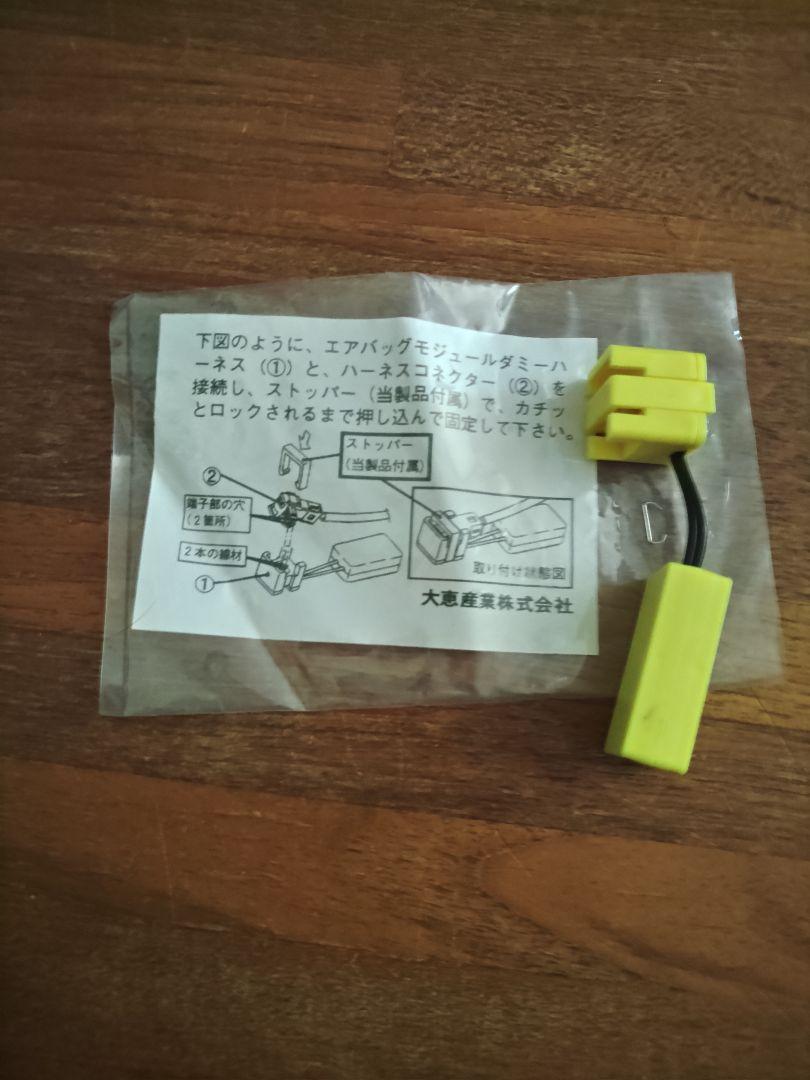 下図のように、エアバッグモジュールダミーハ
ーネス（①）と、ハーネスコネクター（②）を
接続し、ストッパー（当製品付属）で、カチッ
とロックされるまで押し込んで固定して下さい。
ストッパー
（当製品付属）
②
端子部の穴
（2箇所）
2本の線材
①
取り付け状態図
大恵産業株式会社